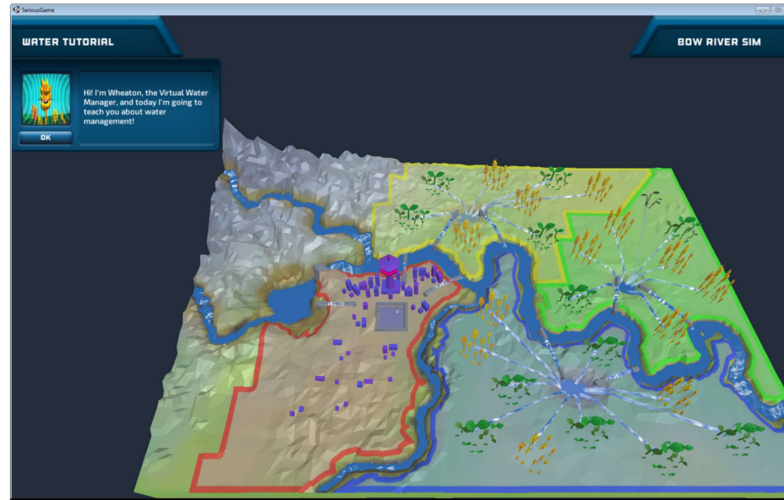 SeriousGame
WATER TUTORIAL
BOW RIVER SIM
Hi! I'm Wheaton, the Virtual Water
Manager, and today I'm going to
teach you about water
management!
OK